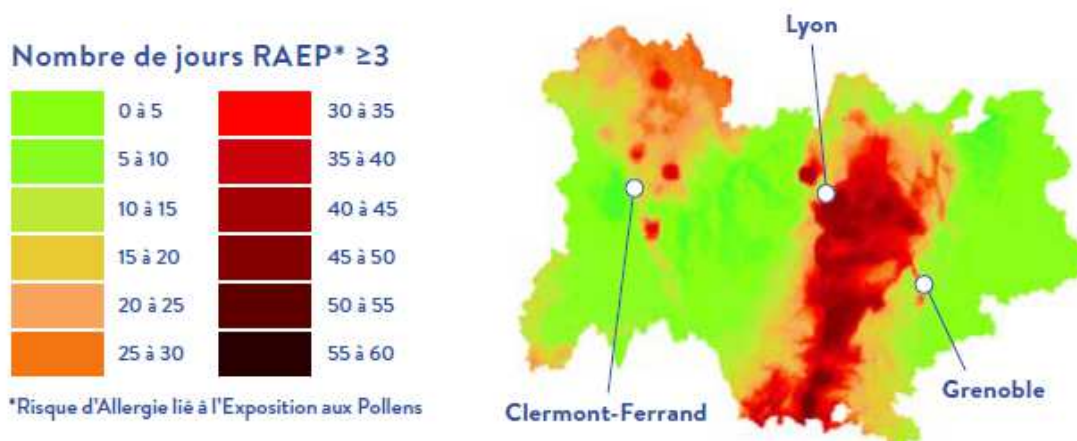 Nombre de jours RAEP* ≥3
0 à 5
5 à 10
10 à 15
15 à 20
20 à 25
25 à 30
30 à 35
35 à 40
40 à 45
45 à 50
50 à 55
55 à 60
*Risque d'Allergie lié à l'Exposition aux Pollens
Lyon
Clermont-Ferrand
Grenoble